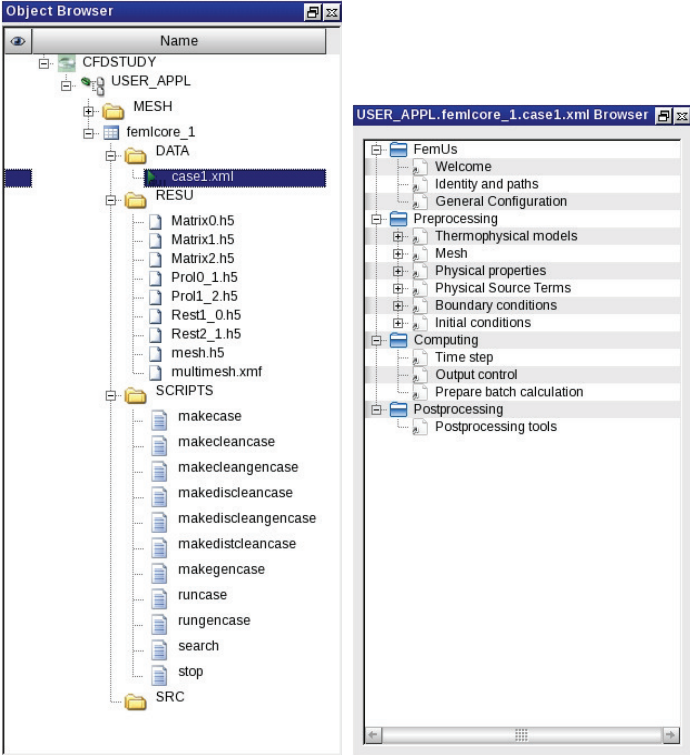 Object Browser
Name
CFDSTUDY
USER_APPL
MESH
femlcore_1
DATA
case1.xml
RESU
Matrix0.h5
Matrix1.h5
Matrix2.h5
Prol0_1.h5
Prol1_2.h5
Rest1_0.h5
Rest2_1.h5
mesh.h5
multimesh.xmf
SCRIPTS
makecase
makecleancase
makecleangencase
makediscleancase
makediscleangencase
makedistcleancase
makegencase
runcase
rungencase
search
stop
SRC
USER_APPL.femlcore_1.case1.xml Browser
FemUs
Welcome
Identity and paths
General Configuration
Preprocessing
Thermophysical models
Mesh
Physical properties
Physical Source Terms
Boundary conditions
Initial conditions
Computing
Time step
Output control
Prepare batch calculation
Postprocessing
Postprocessing tools